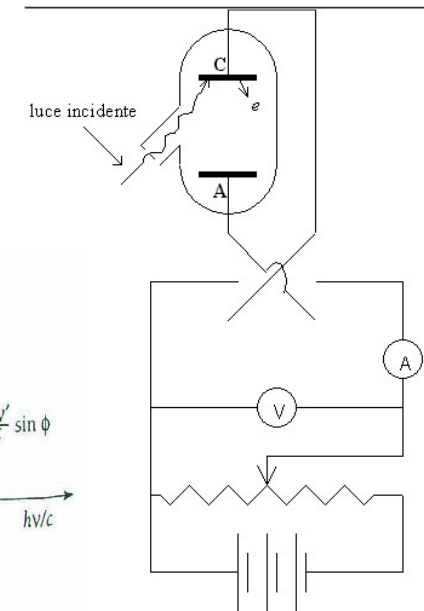 C
e
luce incidente
A
A
V
sin ϕ
hν/c